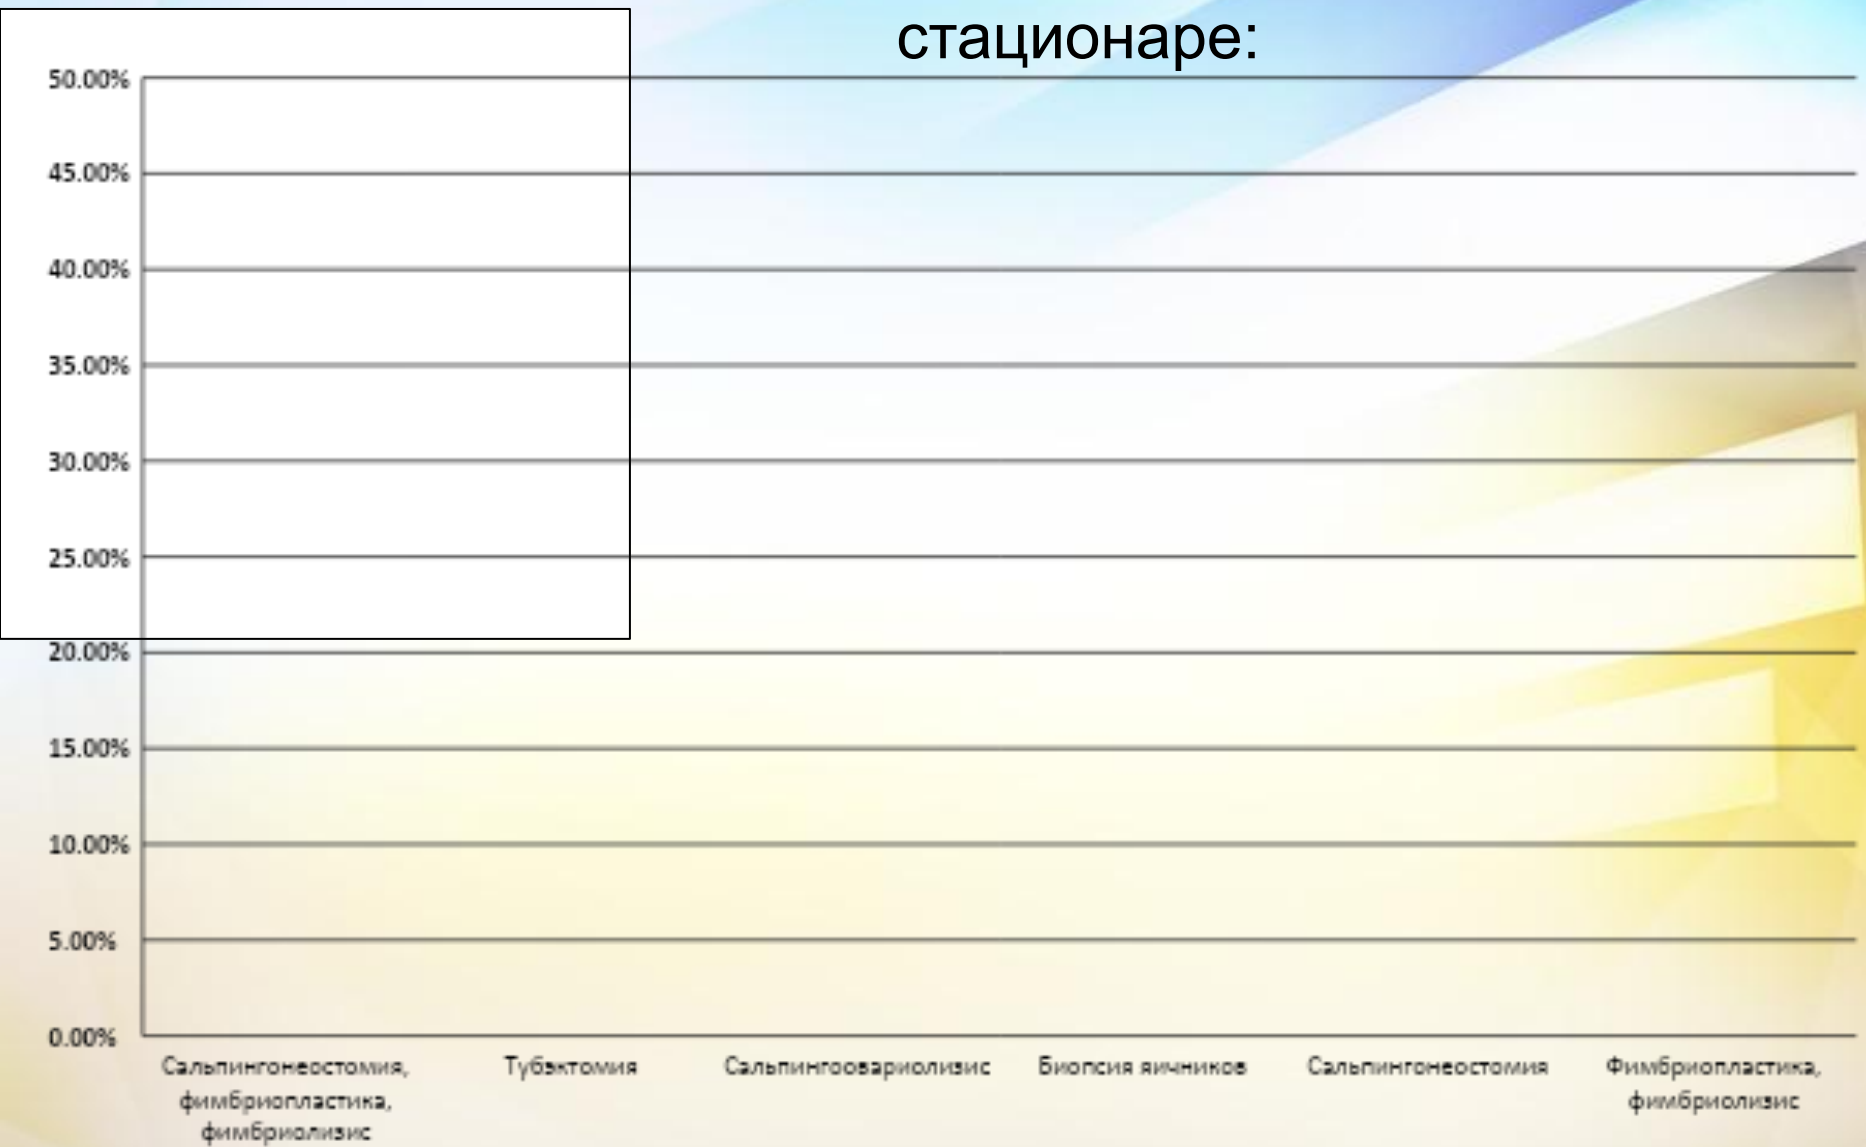 стационаре:
50.00%
45.00%
40.00%
35.00%
30.00%
25.00%
20.00%
15.00%
10.00%
5.00%
0.00%
Сальпингонеостомия,
фимбриопластика,
фимбриолизис
Тубэктомия
Сальпингоовариолизис
Биопсия яичников
Сальпингонеостомия
Фимбриопластика,
фимбриолизис